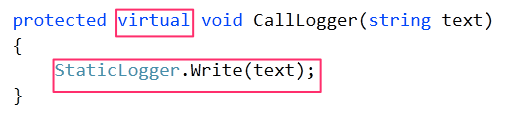 protected virtual void CallLogger(string text)
{
StaticLogger.Write(text);
}